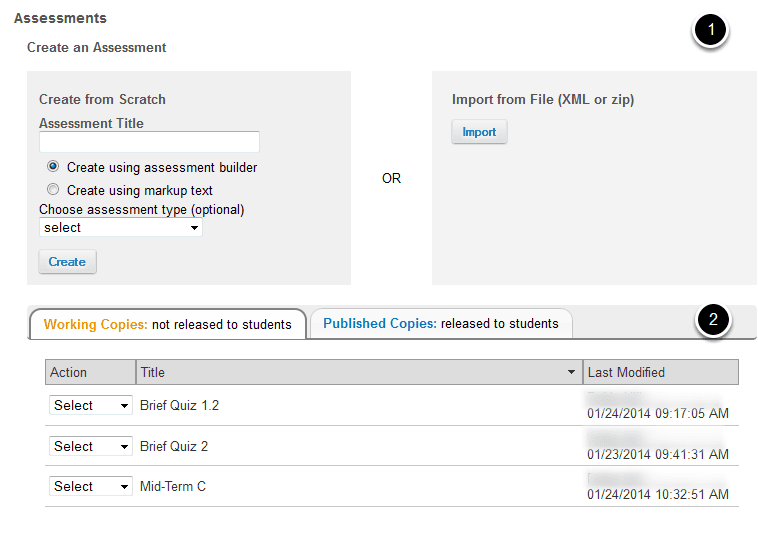 Assessments
1
Create an Assessment
Create from Scratch
Assessment Title
Create using assessment builder
Create using markup text
Choose assessment type (optional)
select
Create
OR
Import from File (XML or zip)
Import
Working Copies: not released to students
Published Copies: released to students
2
Action Title Last Modified
Select Brief Quiz 1.2 01/24/2014 09:17:05 AM
Select Brief Quiz 2 01/23/2014 09:41:31 AM
Select Mid-Term C 01/24/2014 10:32:51 AM